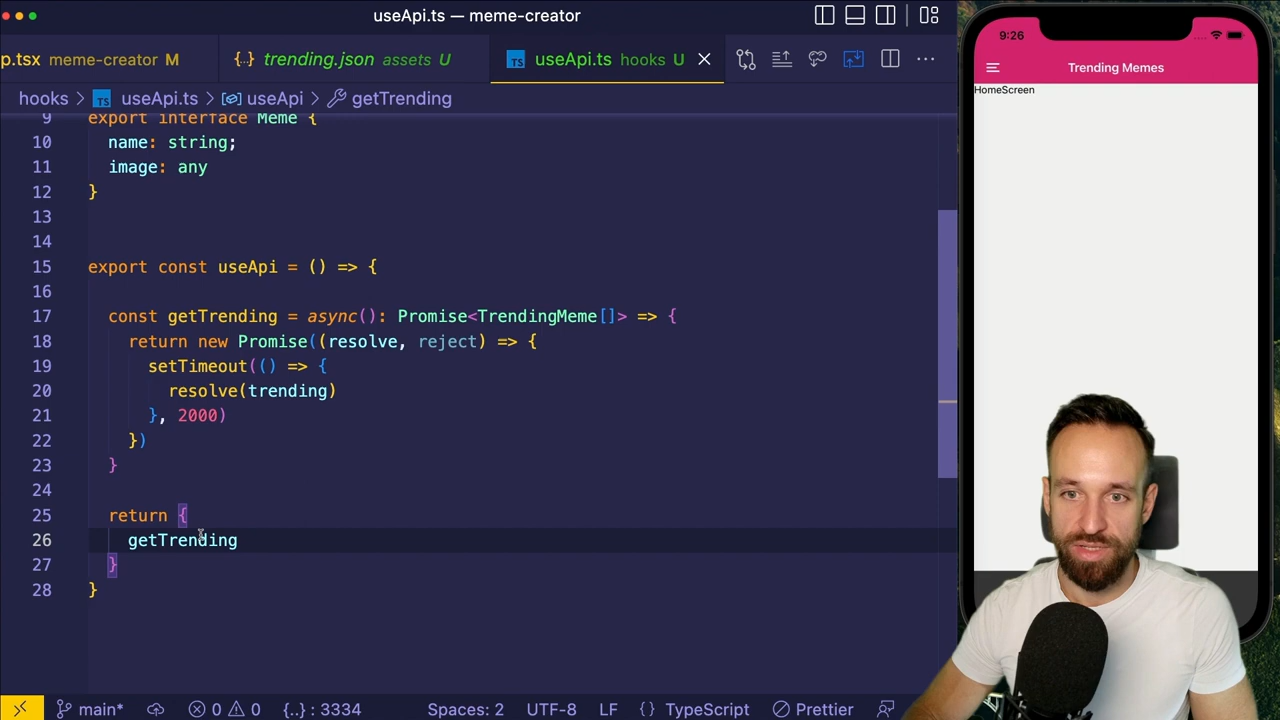 useApi.ts — meme-creator
p.tsx meme-creator M
{..} trending.json assets U
TS useApi.ts hooks U
hooks > TS useApi.ts > useApi > getTrending
9 export interface Meme {
10 name: string;
11 image: any
12 }
13
14
15 export const useApi = () => {
16
17 const getTrending = async(): Promise<TrendingMeme[]> => {
18 return new Promise((resolve, reject) => {
19 setTimeout(() => {
20 resolve(trending)
21 }, 2000)
22 })
23 }
24
25 return {
26 getTrending
27 }
28 }
main* 0 0 {..} : 3334 Spaces: 2 UTF-8 LF {} TypeScript Prettier
9:26
Trending Memes
HomeScreen